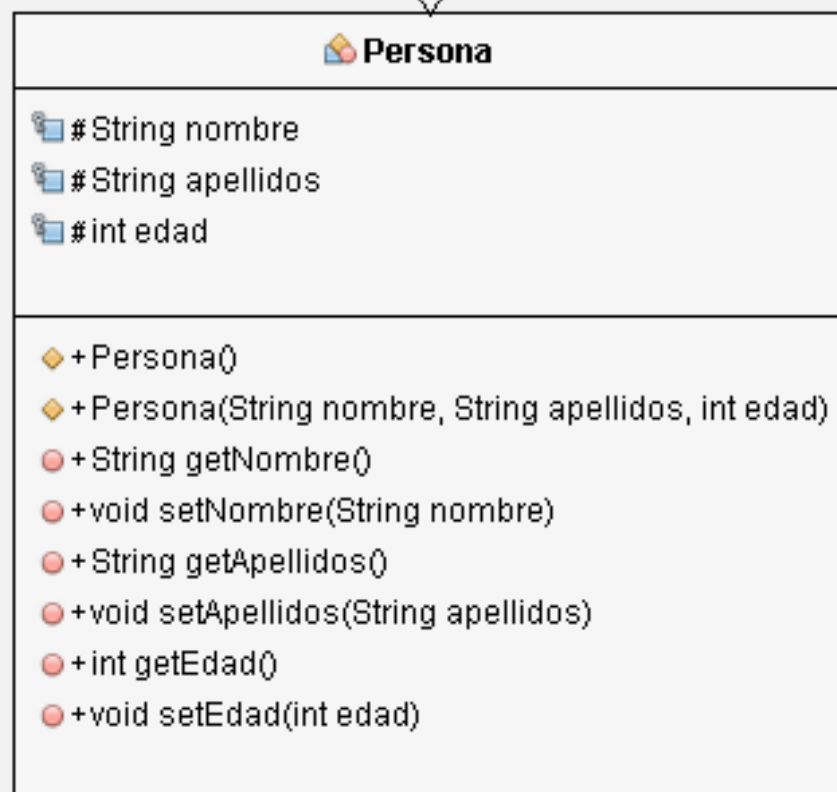 Persona
#String nombre
#String apellidos
#int edad
+Persona()
+Persona(String nombre, String apellidos, int edad)
+String getNombre()
+void setNombre(String nombre)
+String getApellidos()
+void setApellidos(String apellidos)
+int getEdad()
+void setEdad(int edad)